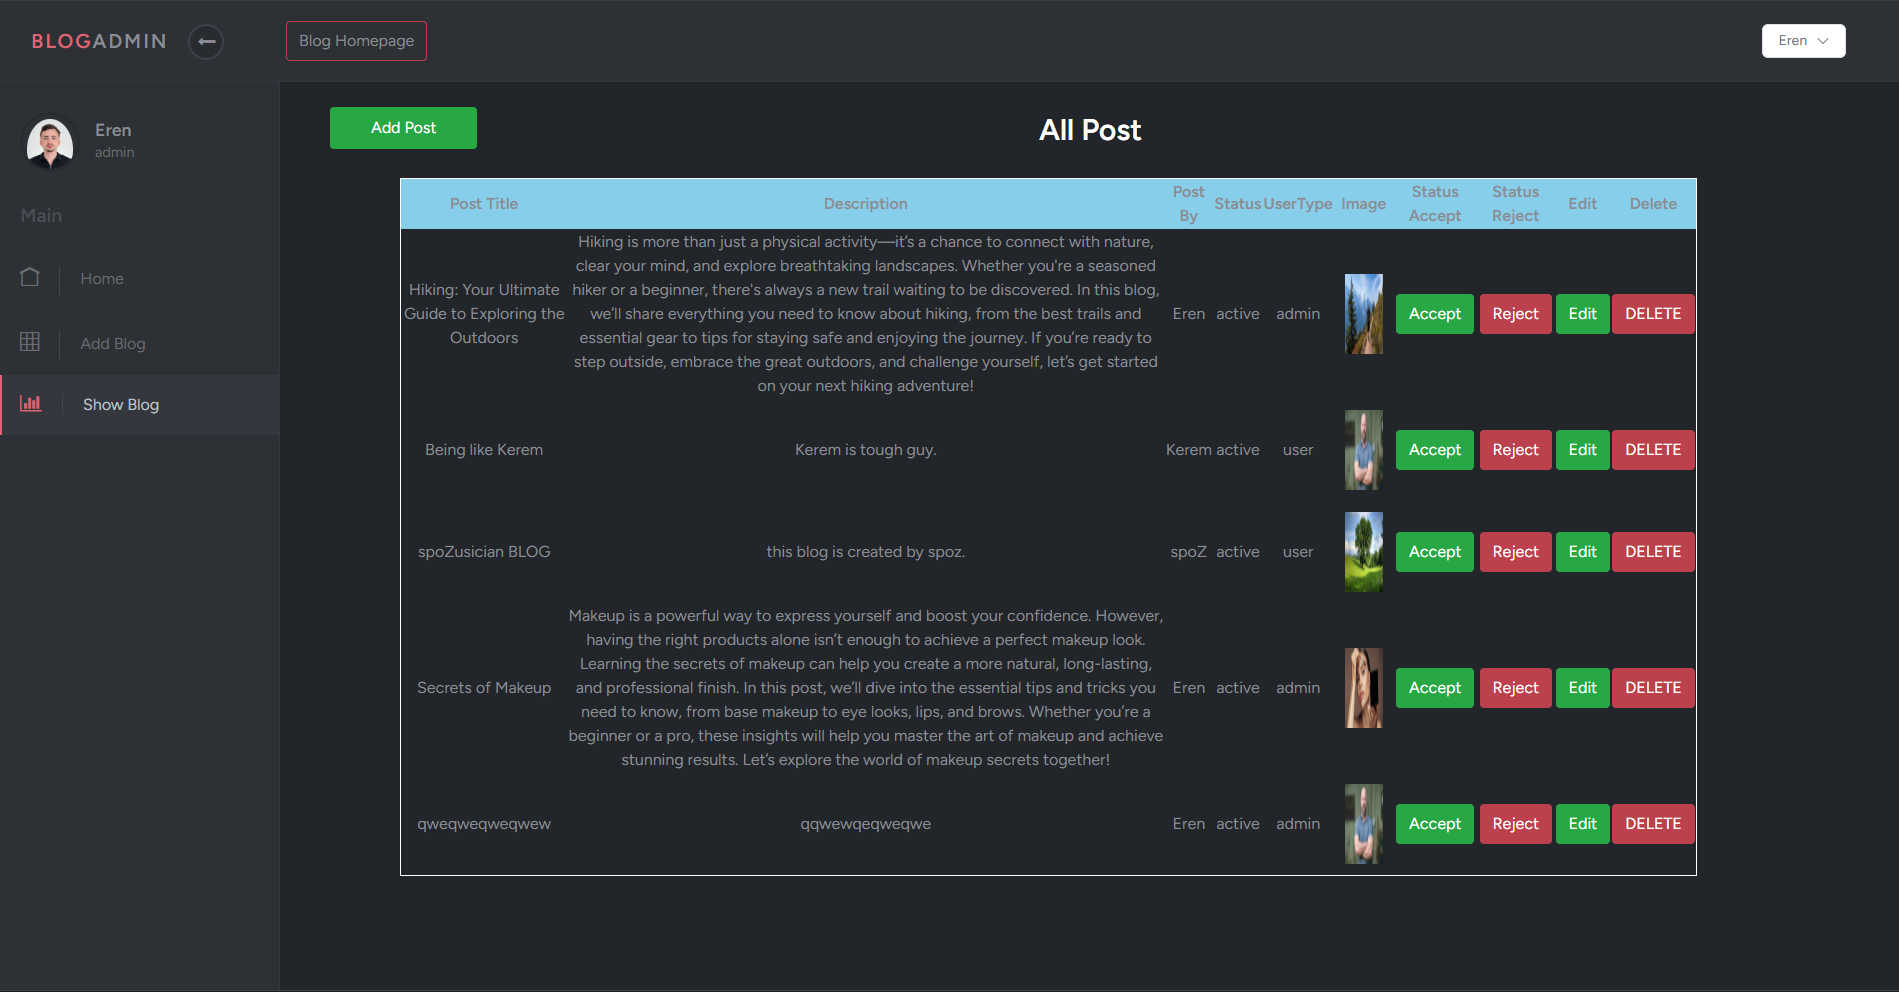 BLOGADMIN
Blog Homepage
Eren
Eren
admin
Main
Home
Add Blog
Show Blog
Add Post
All Post
Post Title
Description
Post
By
Status
UserType
Image
Status
Accept
Status
Reject
Edit
Delete
Hiking: Your Ultimate
Guide to Exploring the
Outdoors
Hiking is more than just a physical activity—it’s a chance to connect with nature,
clear your mind, and explore breathtaking landscapes. Whether you're a seasoned
hiker or a beginner, there's always a new trail waiting to be discovered. In this blog,
we’ll share everything you need to know about hiking, from the best trails and
essential gear to tips for staying safe and enjoying the journey. If you’re ready to
step outside, embrace the great outdoors, and challenge yourself, let’s get started
on your next hiking adventure!
Eren
active
admin
Accept
Reject
Edit
DELETE
Being like Kerem
Kerem is tough guy.
Kerem
active
user
Accept
Reject
Edit
DELETE
spoZusician BLOG
this blog is created by spoz.
spoZ
active
user
Accept
Reject
Edit
DELETE
Secrets of Makeup
Makeup is a powerful way to express yourself and boost your confidence. However,
having the right products alone isn’t enough to achieve a perfect makeup look.
Learning the secrets of makeup can help you create a more natural, long-lasting,
and professional finish. In this post, we’ll dive into the essential tips and tricks you
need to know, from base makeup to eye looks, lips, and brows. Whether you’re a
beginner or a pro, these insights will help you master the art of makeup and achieve
stunning results. Let’s explore the world of makeup secrets together!
Eren
active
admin
Accept
Reject
Edit
DELETE
qweqweqweqwew
qqwewqeqweqwe
Eren
active
admin
Accept
Reject
Edit
DELETE